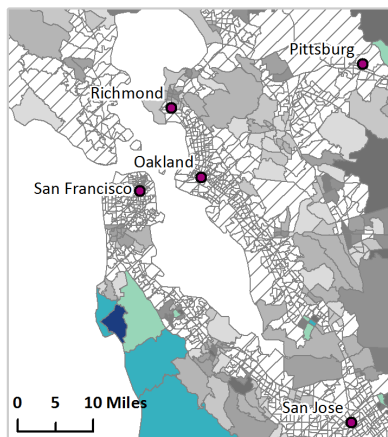 Pittsburg
Richmond
Oakland
San Francisco
0 5 10 Miles
San Jose